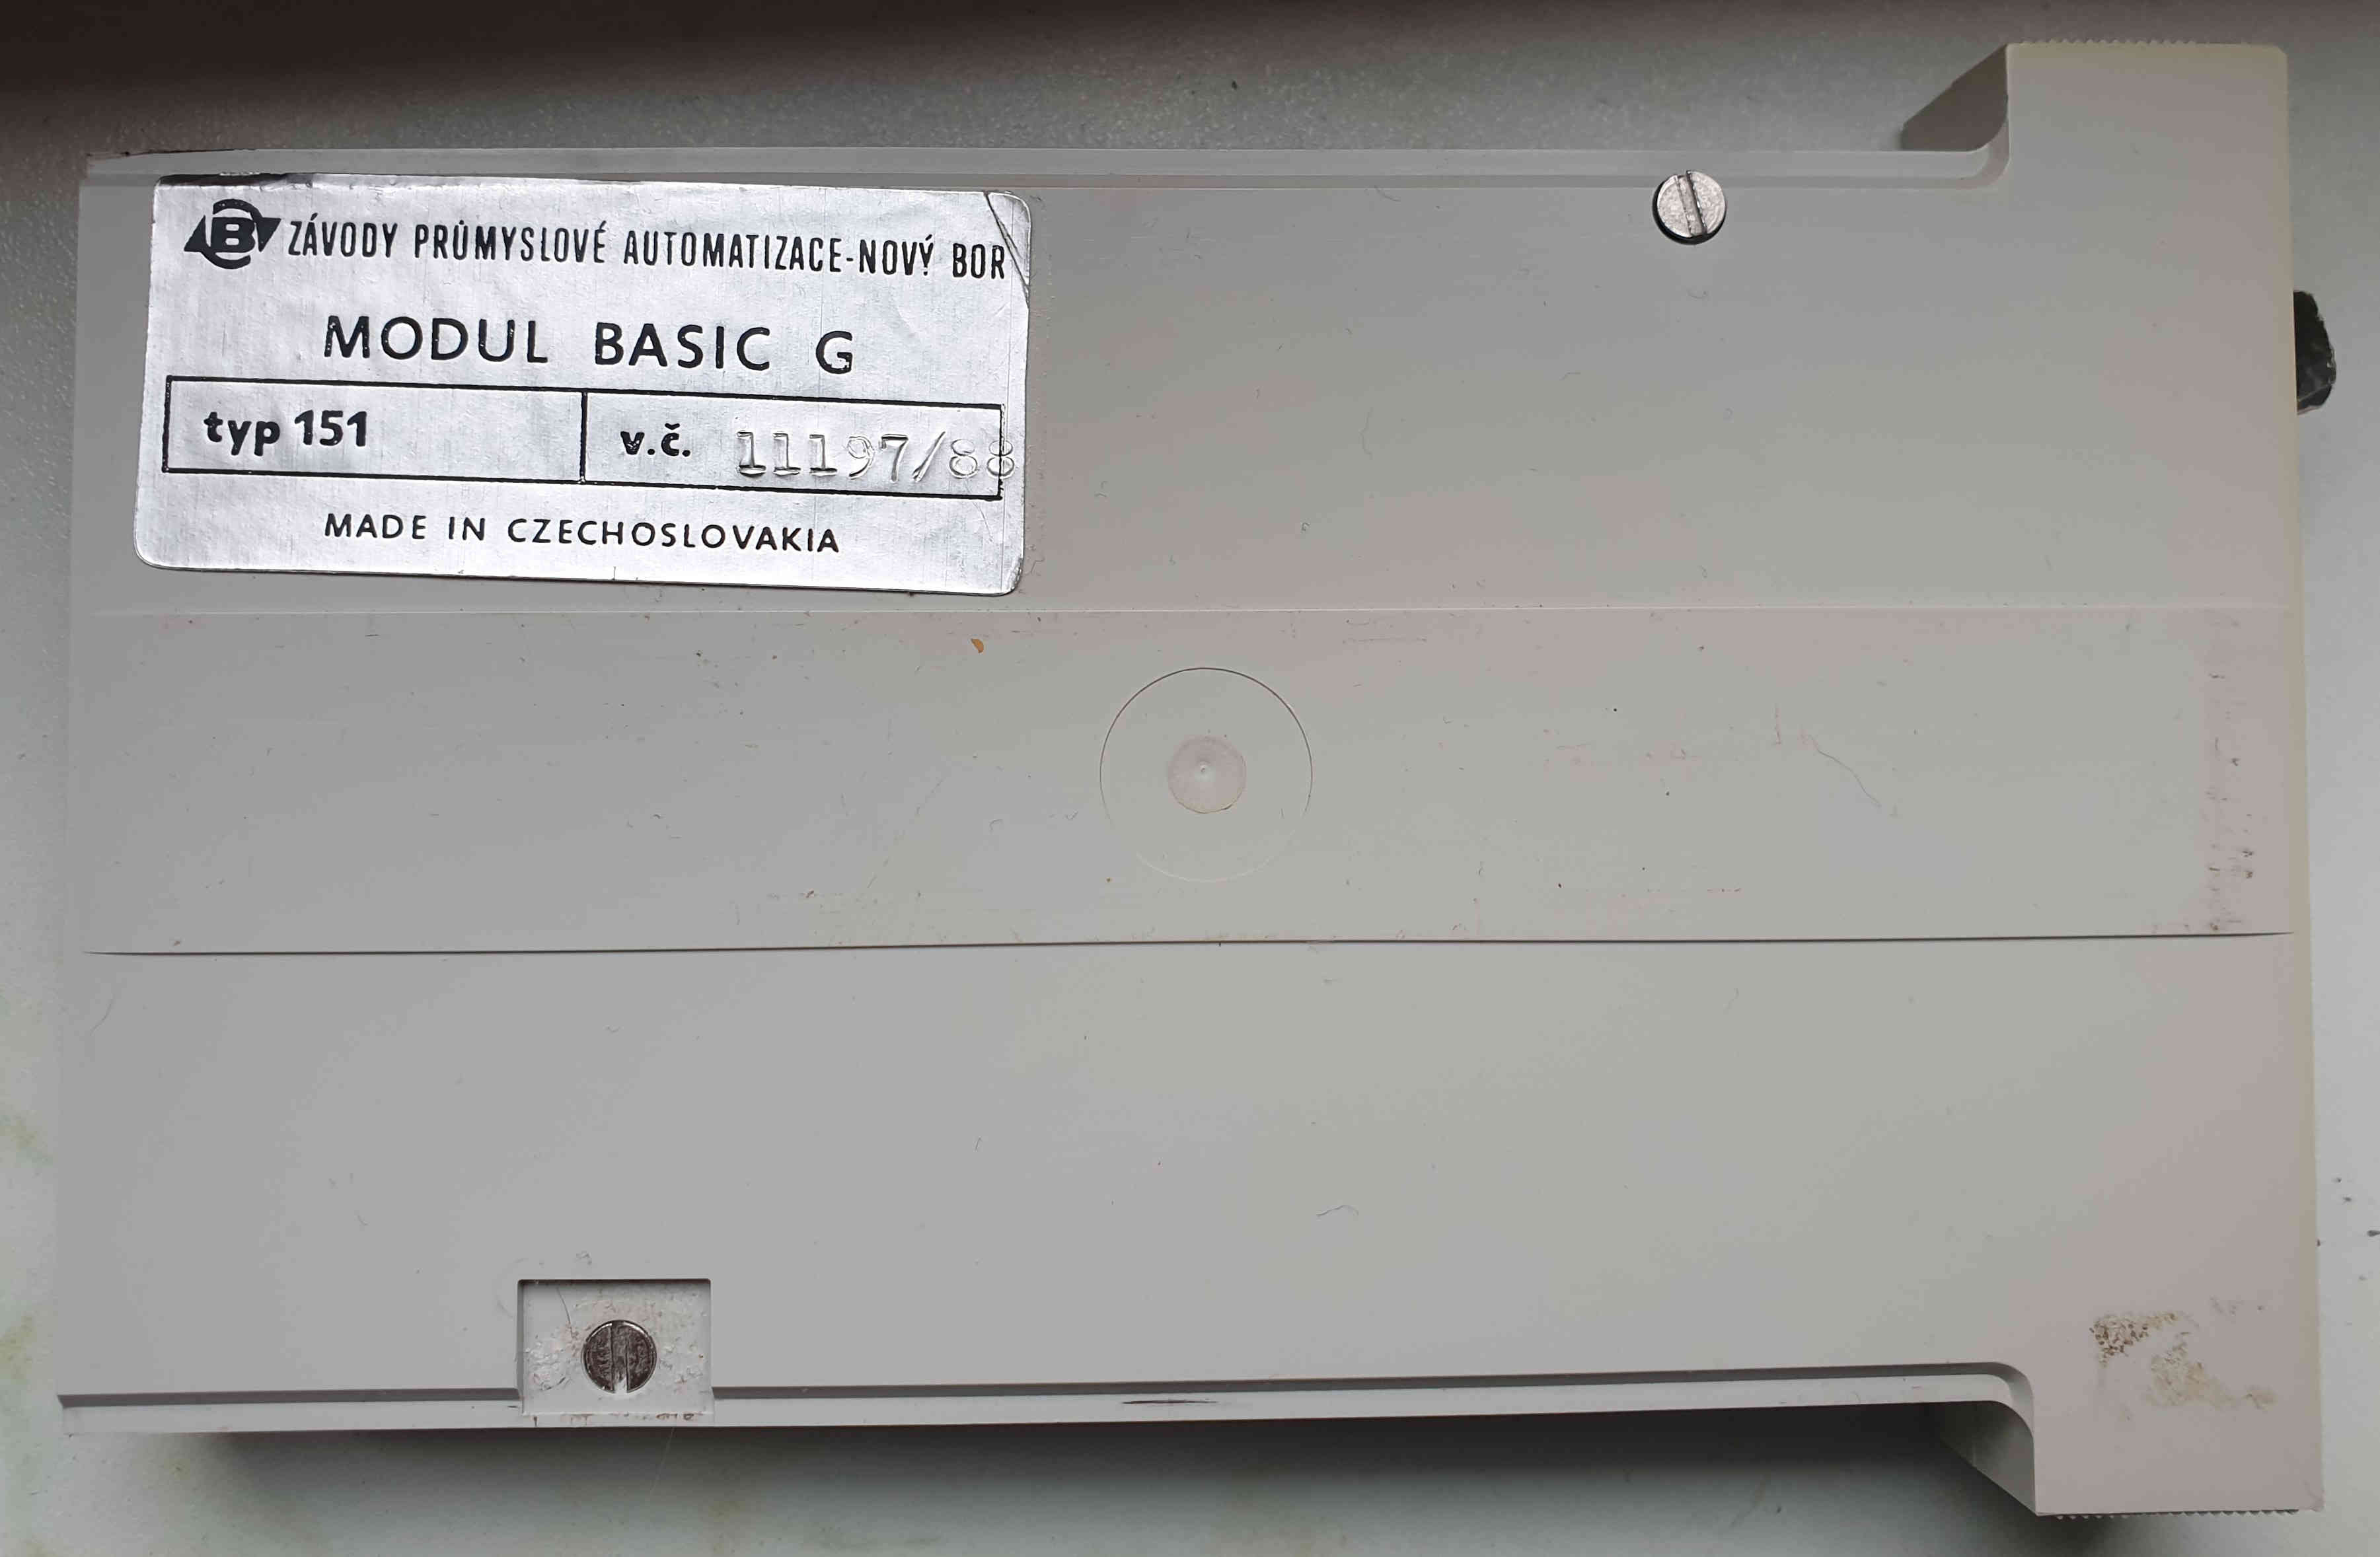 B ZÁVODY PRŮMYSLOVÉ AUTOMATIZACE-NOVÝ BOR
MODUL BASIC G
typ 151 v.č. 11197/88
MADE IN CZECHOSLOVAKIA